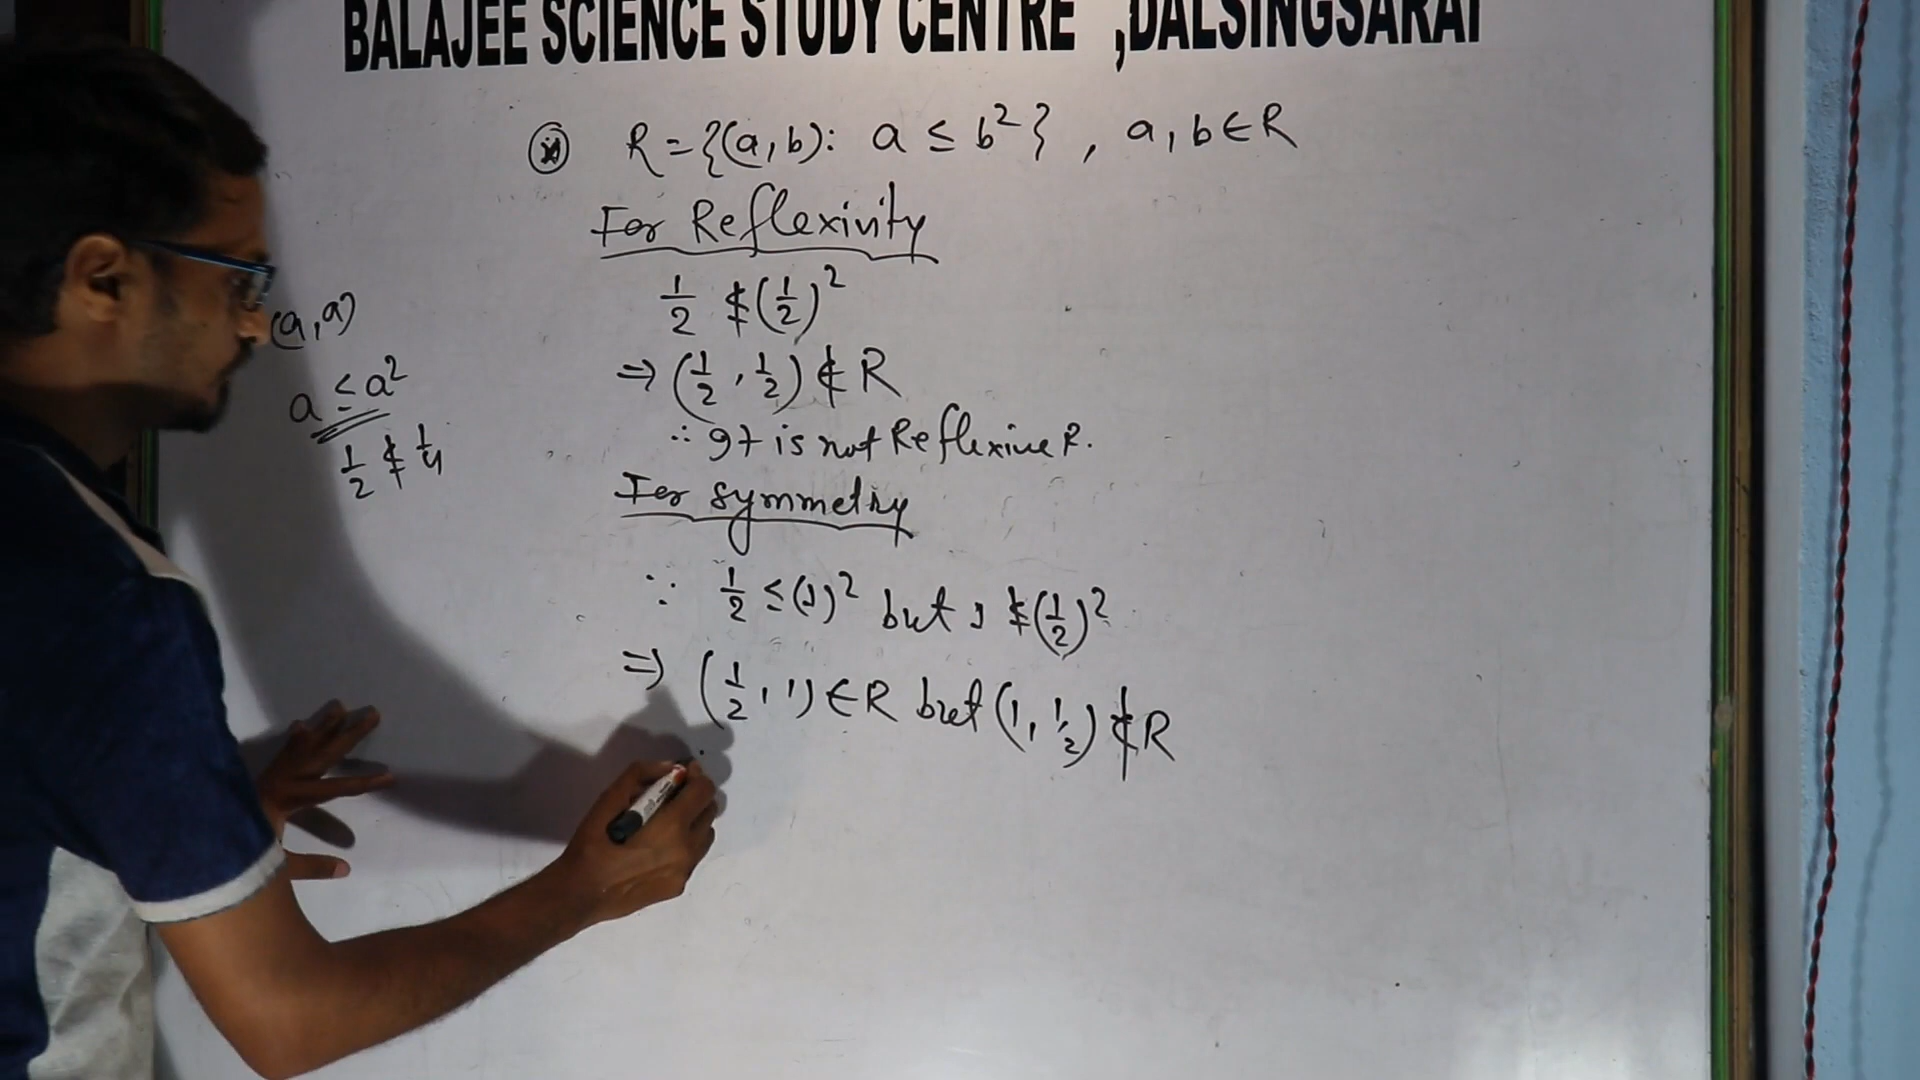 BALAJEE SCIENCE STUDY CENTRE ,DALSINGSARAI
R={(a,b): a ≤ b²} , a,b∈R
For Reflexivity
1/2 ≰ (1/2)²
⇒ (1/2, 1/2) ∉ R
∴ It is not Reflexive R.
For symmetry
∵ 1/2 ≤ (1)² but 1 ≰ (1/2)²
⇒ (1/2, 1) ∈ R but (1, 1/2) ∉ R
(a,a)
a ≤ a²
1/2 ≰ 1/4